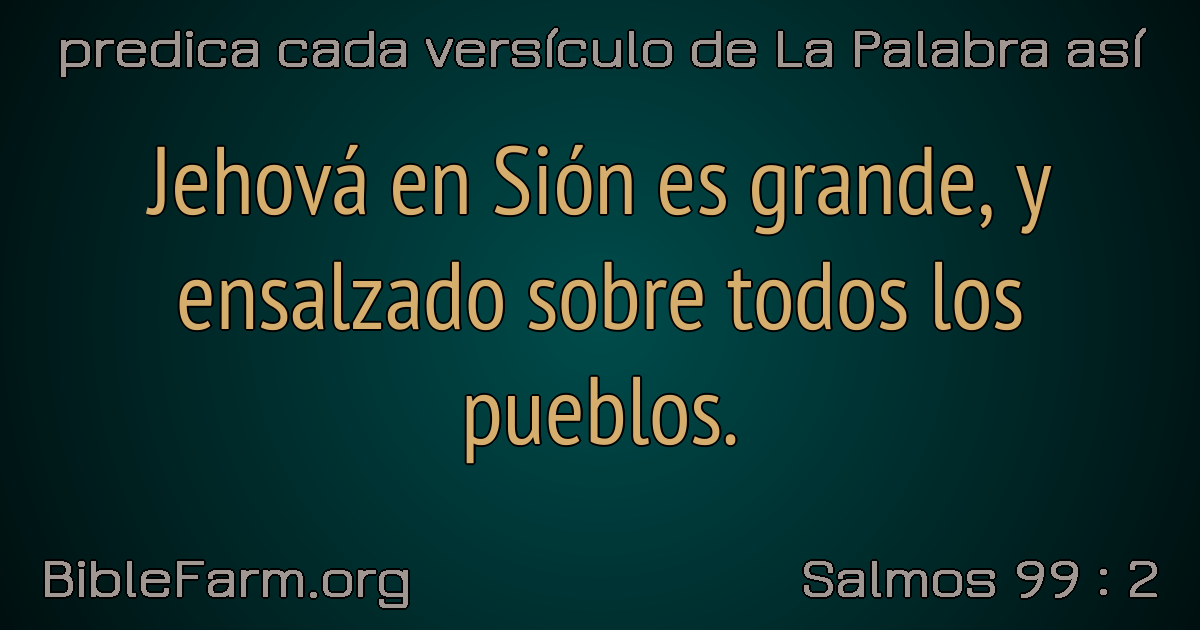 predica cada versículo de La Palabra así
Jehová en Sión es grande, y
ensalzado sobre todos los
pueblos.
BibleFarm.org
Salmos 99 : 2